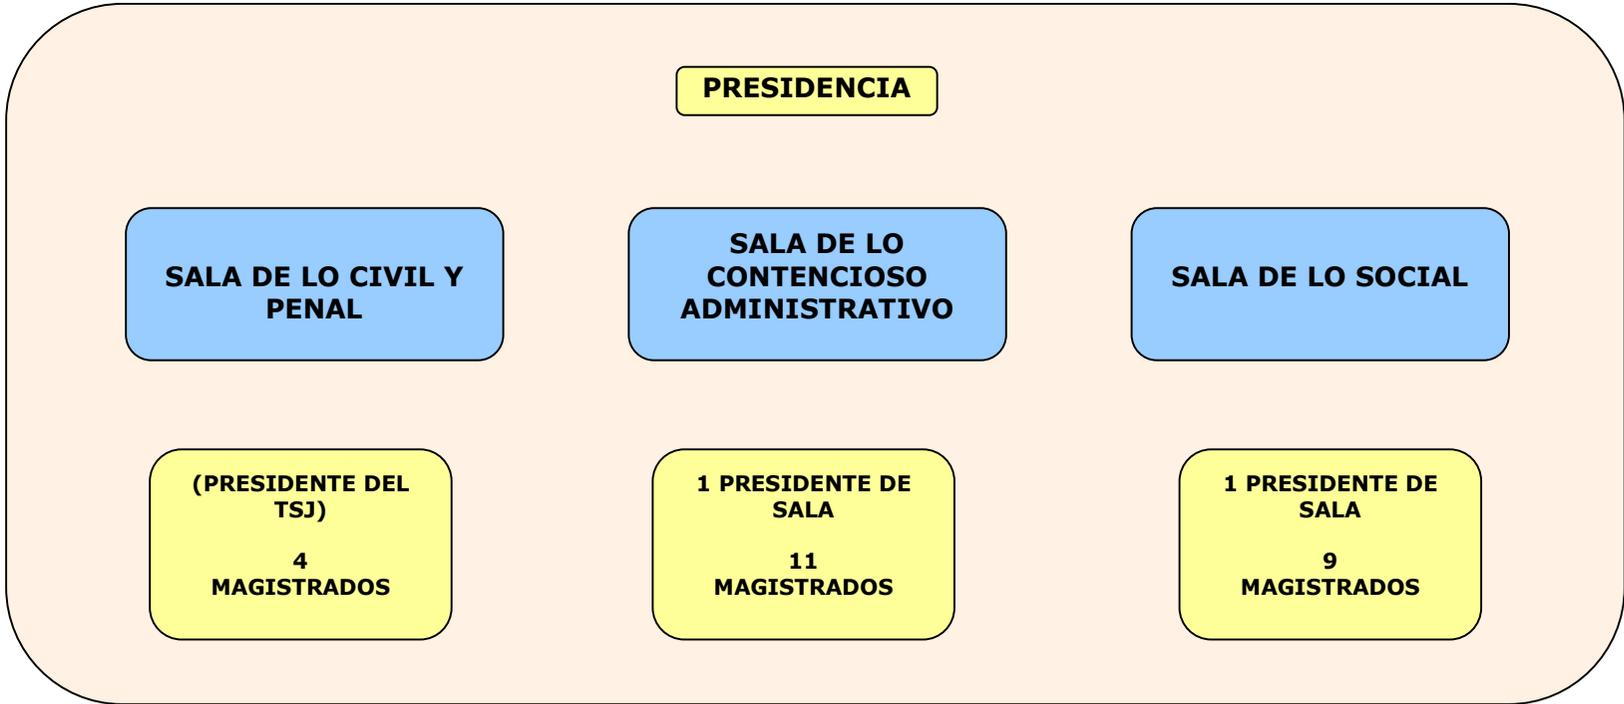 PRESIDENCIA
SALA DE LO CIVIL Y
PENAL
SALA DE LO
CONTENCIOSO
ADMINISTRATIVO
SALA DE LO SOCIAL
(PRESIDENTE DEL
TSJ)
4
MAGISTRADOS
1 PRESIDENTE DE
SALA
11
MAGISTRADOS
1 PRESIDENTE DE
SALA
9
MAGISTRADOS